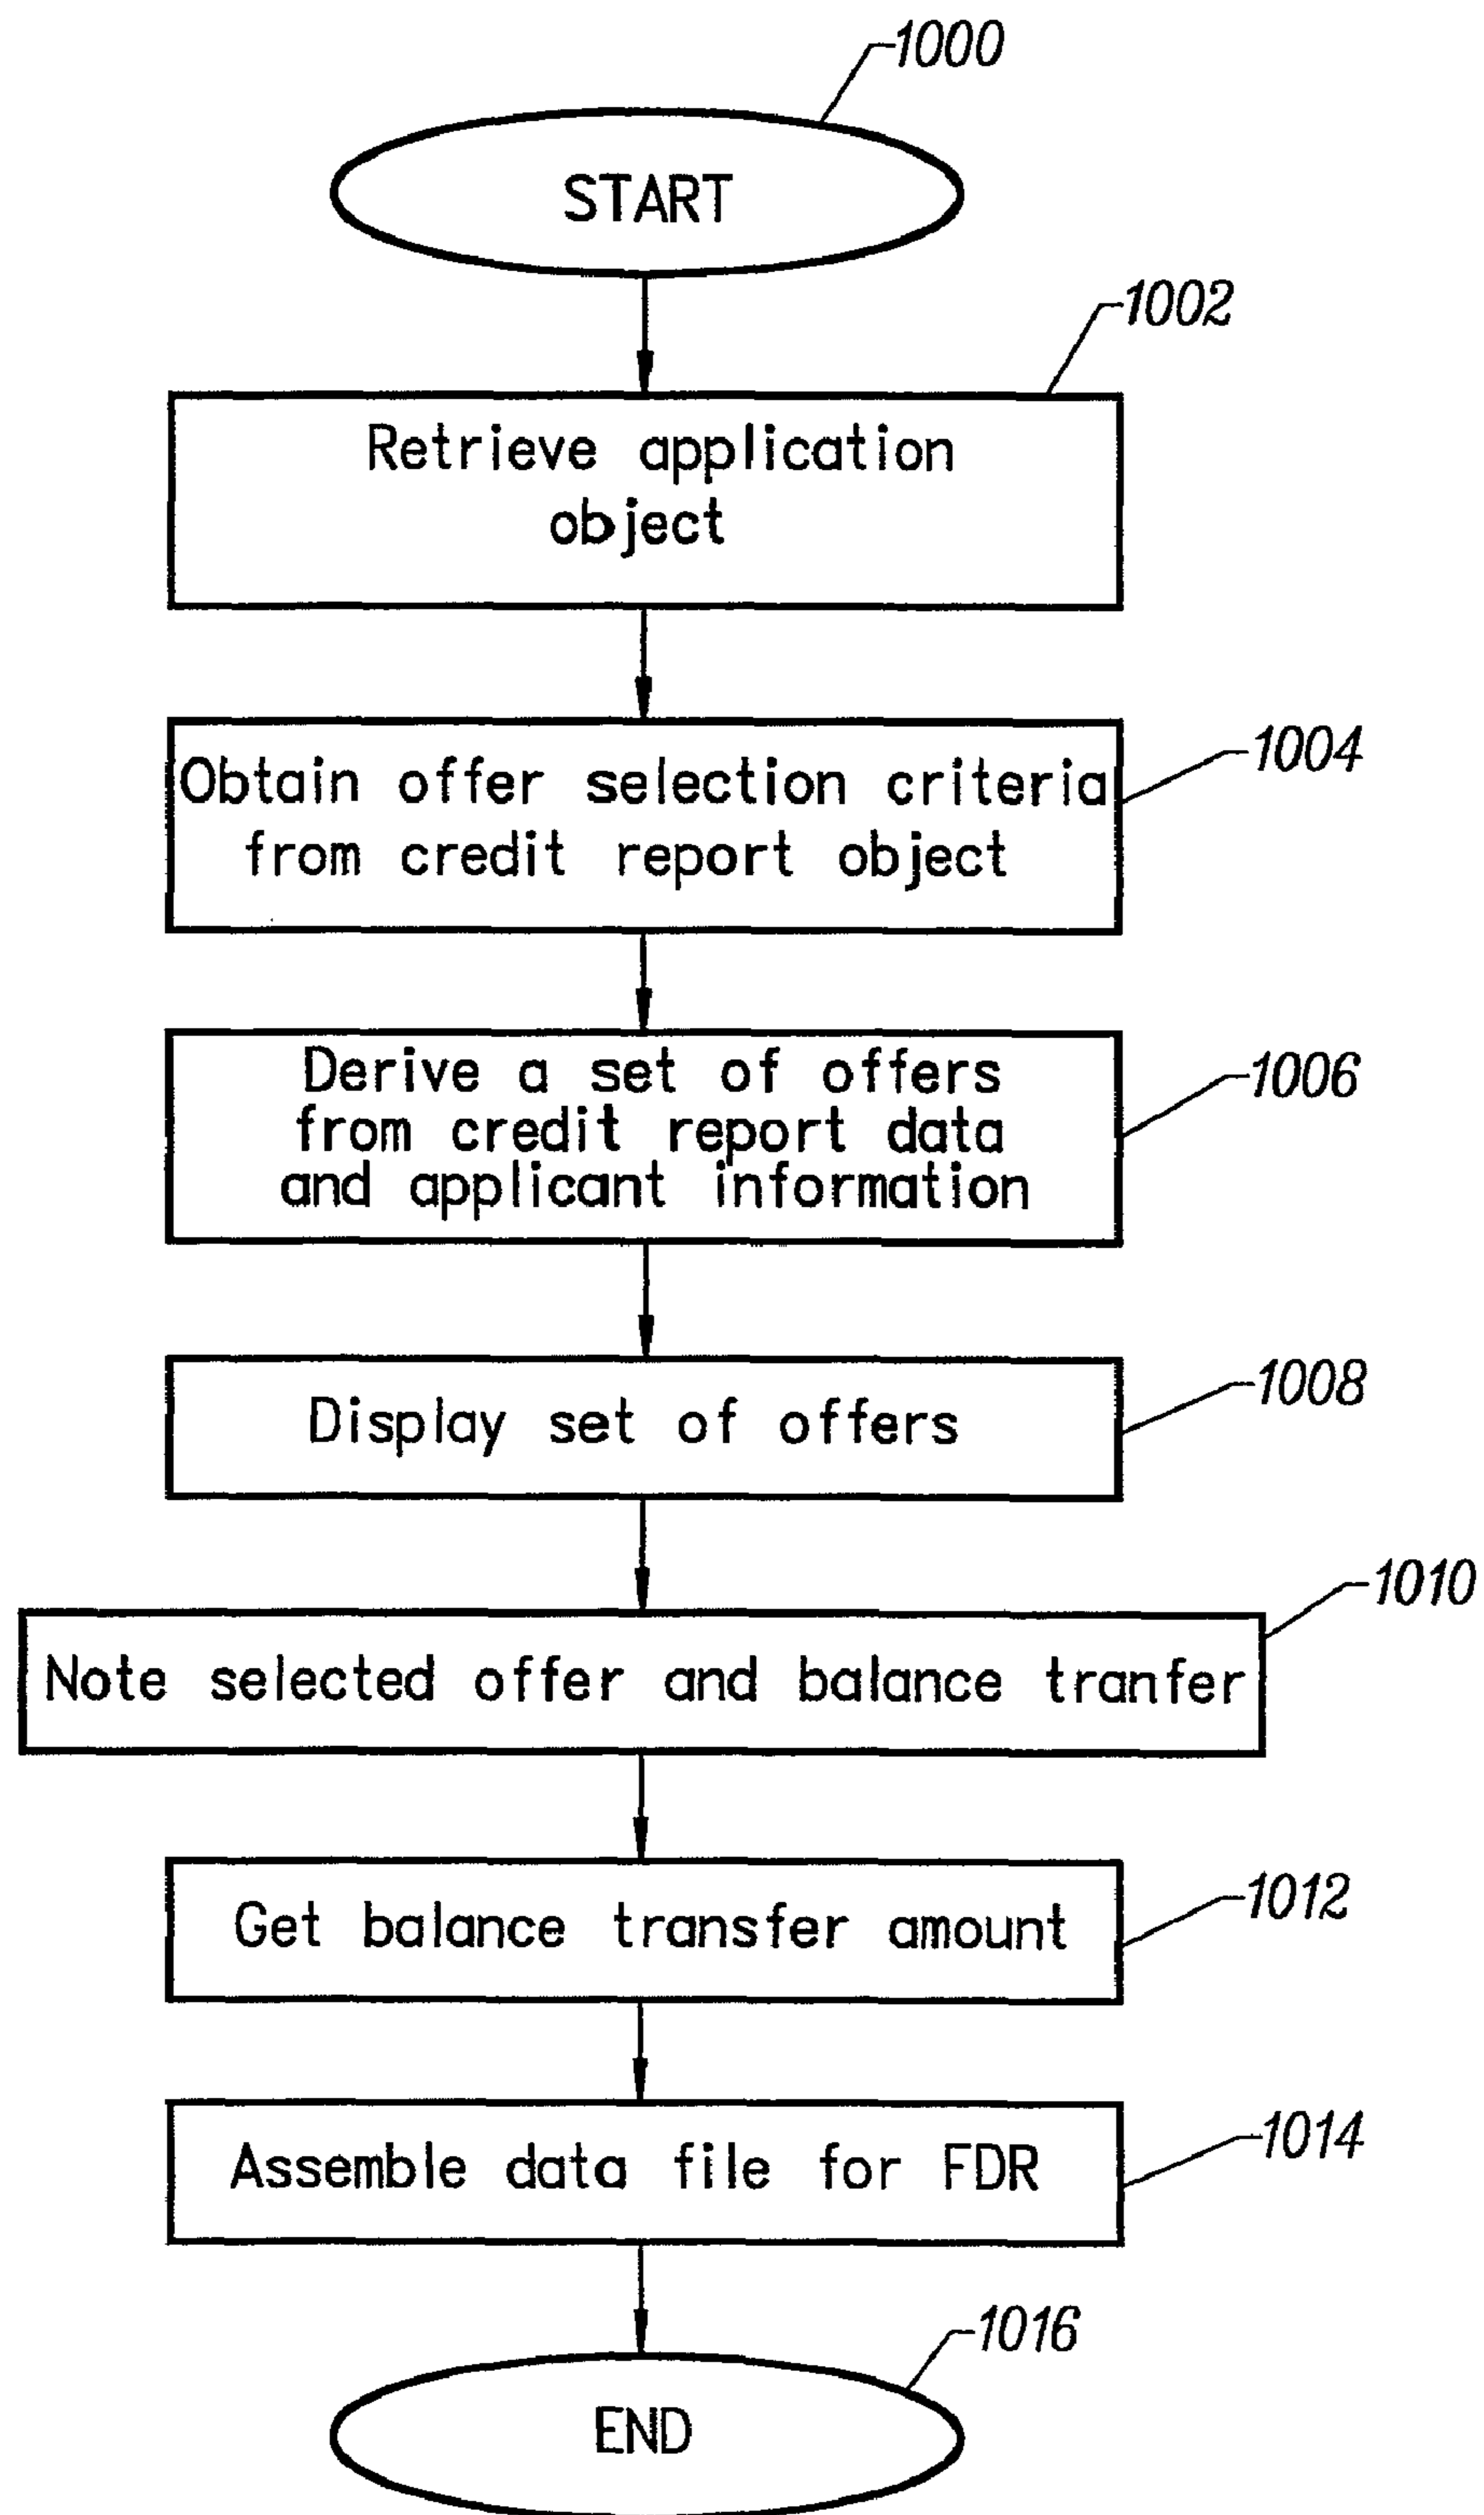 1000
START
1002
Retrieve application
object
1004
Obtain offer selection criteria
from credit report object
1006
Derive a set of offers
from credit report data
and applicant information
1008
Display set of offers
1010
Note selected offer and balance tranfer
1012
Get balance transfer amount
1014
Assemble data file for FDR
1016
END